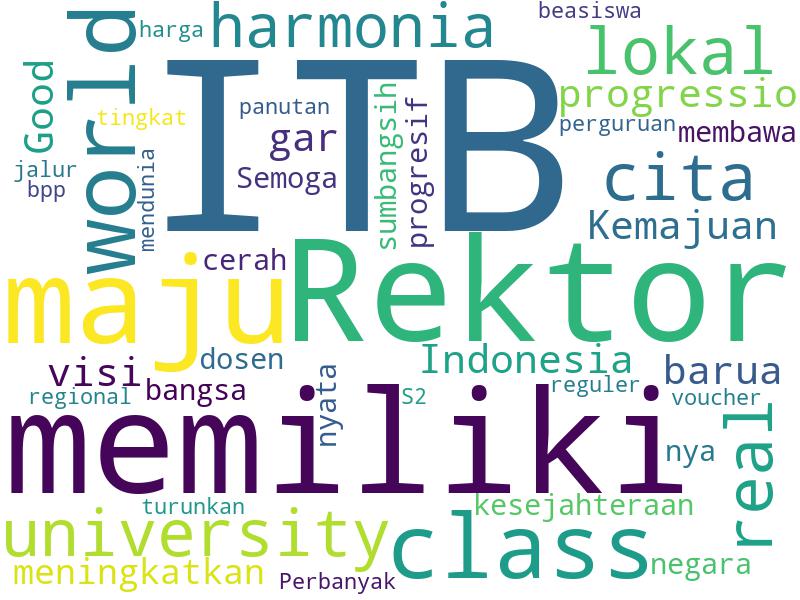 beasiswa
harga
harmonia
world
lokal
Good
ITB
progressio
tingkat
panutan
sumbangsih
progresif
perguruan
membawa
gar
jalur
bpp
mendunia
Semoga
cita
Kemajuan
cerah
maju
Rektor
visi
dosen
Indonesia
barua
regional
bangsa
nyata
S2
reguler
voucher
memiliki
nya
real
turunkan
kesejahteraan
university
class
negara
meningkatkan
Perbanyak